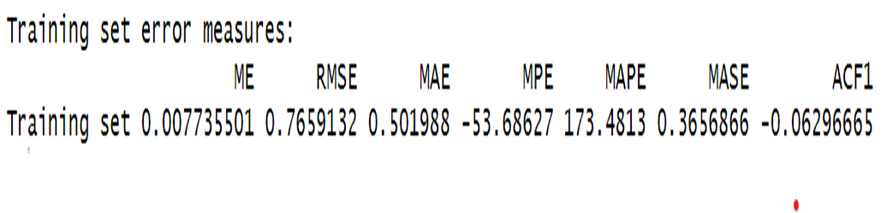 Training set error measures:
ME RMSE MAE MPE MAPE MASE ACF1
Training set 0.007735501 0.7659132 0.501988 -53.68627 173.4813 0.3656866 -0.06296665